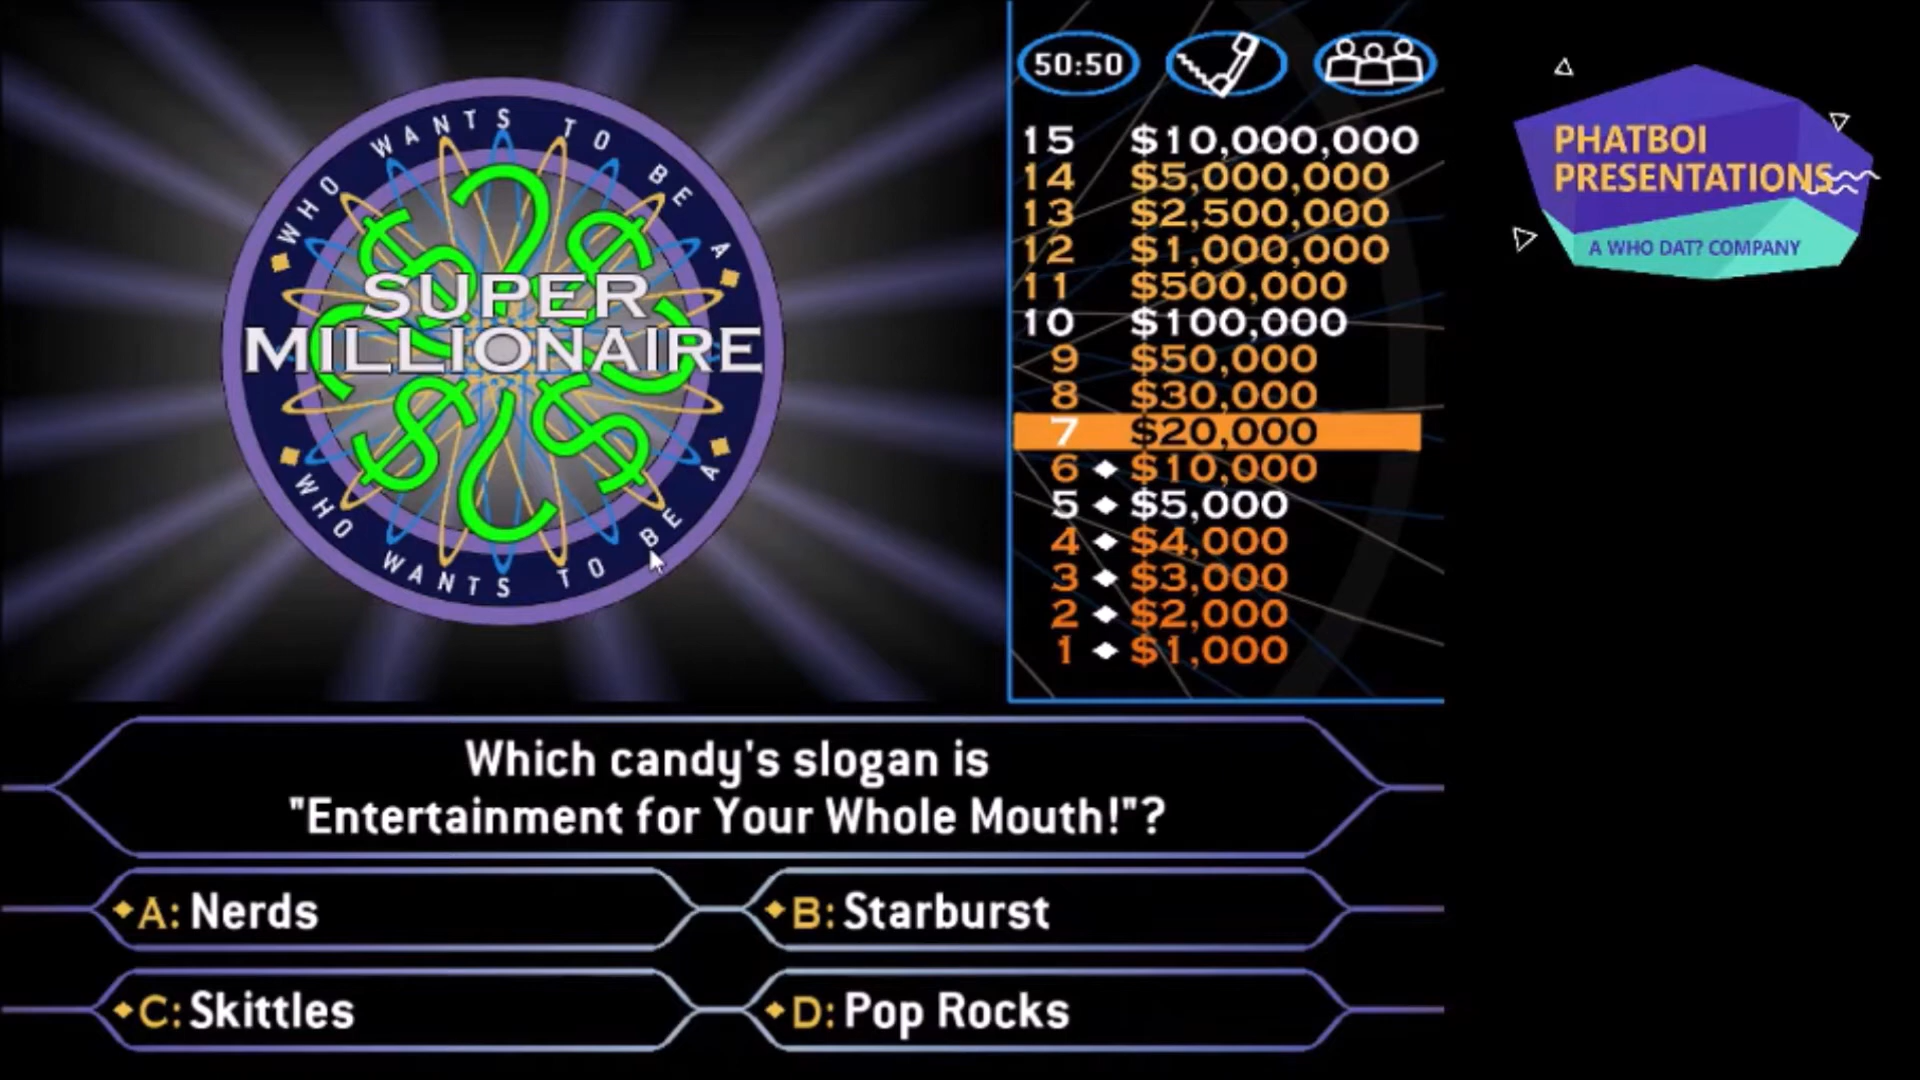 WHO WANTS TO BE A
SUPER
MILLIONAIRE
WHO WANTS TO BE A
50:50
15 $10,000,000
14 $5,000,000
13 $2,500,000
12 $1,000,000
11 $500,000
10 $100,000
9 $50,000
8 $30,000
7 $20,000
6 $10,000
5 $5,000
4 $4,000
3 $3,000
2 $2,000
1 $1,000
PHATBOI
PRESENTATIONS
A WHO DAT? COMPANY
Which candy's slogan is
"Entertainment for Your Whole Mouth!"?
A: Nerds
B: Starburst
C: Skittles
D: Pop Rocks